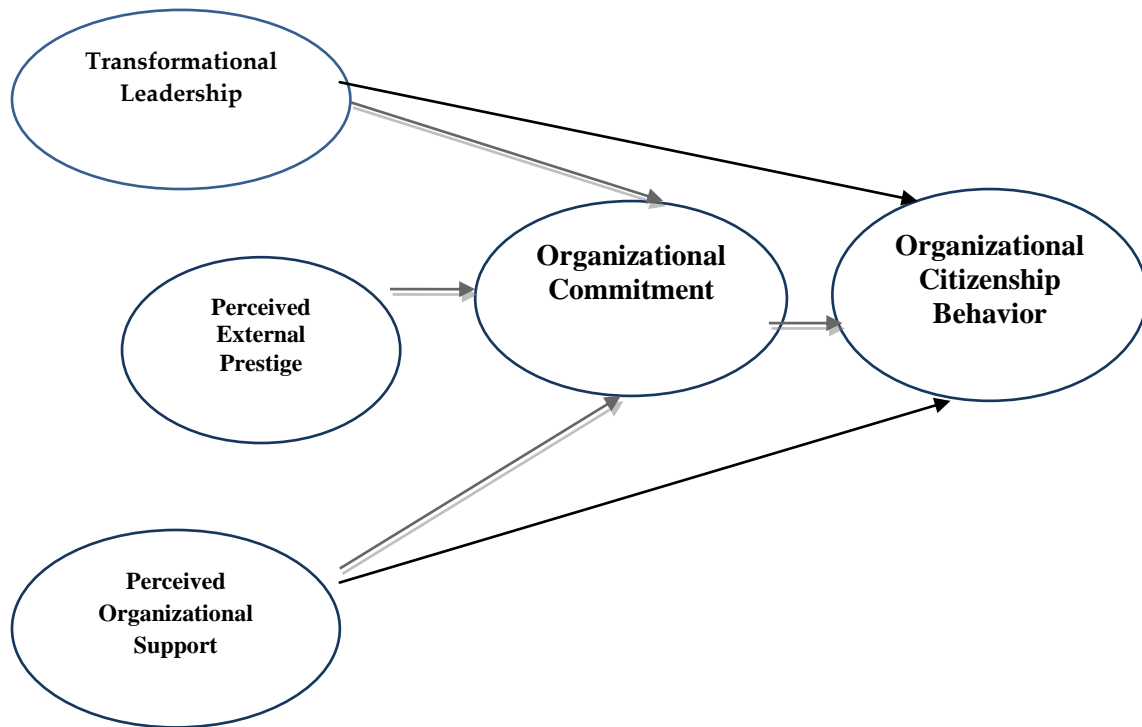 Transformational
Leadership
Organizational
Commitment
Organizational
Citizenship
Behavior
Perceived
External
Prestige
Perceived
Organizational
Support